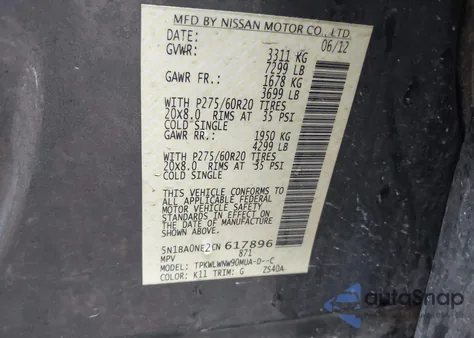 MFD BY NISSAN MOTOR CO., LTD.
DATE: 06/12
GVWR: 3311 KG
7299 LB
GAWR FR.: 1678 KG
3699 LB
WITH P275/60R20 TIRES
20x8.0 RIMS AT 35 PSI
COLD SINGLE
GAWR RR.: 1950 KG
4299 LB
WITH P275/60R20 TIRES
20x8.0 RIMS AT 35 PSI
COLD SINGLE
THIS VEHICLE CONFORMS TO
ALL APPLICABLE FEDERAL
MOTOR VEHICLE SAFETY
STANDARDS IN EFFECT ON
THE DATE OF MANUFACTURE
SHOWN ABOVE.
5N18A0NE2CN 617896
MPV 871
MODEL: TPKWLWNW90MUA-D--C
COLOR: K11 TRIM: G ZS40A
autoSnap